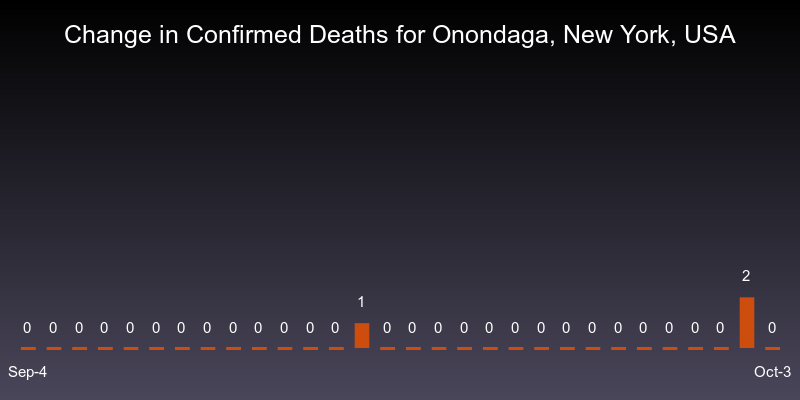 Change in Confirmed Deaths for Onondaga, New York, USA
2
1
0 0 0 0 0 0 0 0 0 0 0 0 0 0 0 0 0 0 0 0 0 0 0 0 0 0 0 0
Sep-4 Oct-3